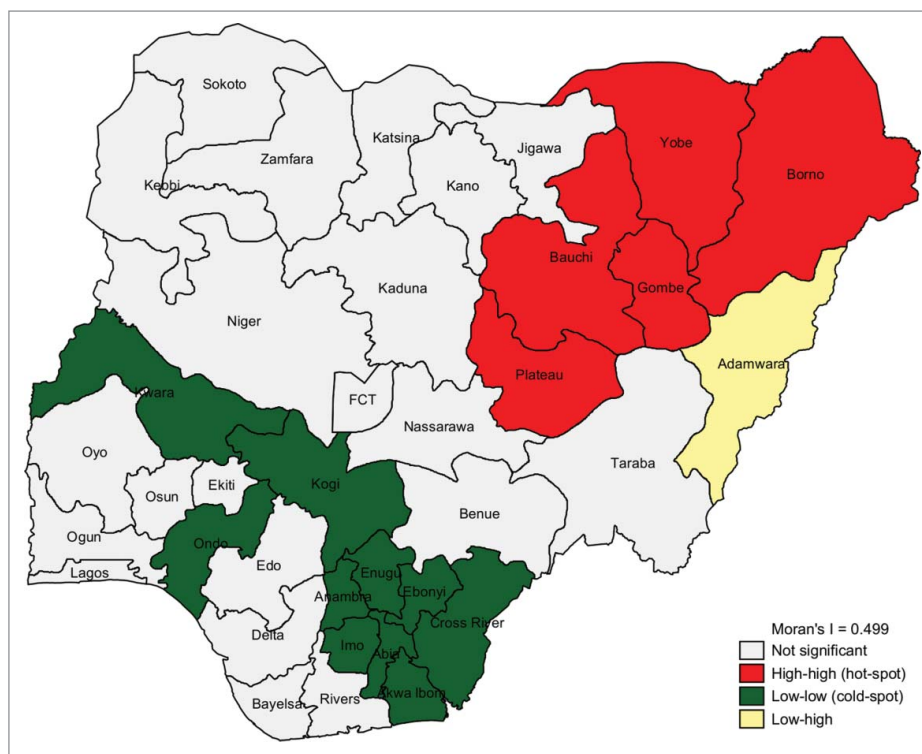 Sokoto
Katsina
Zamfara
Kebbi
Kano
Jigawa
Yobe
Borno
Bauchi
Gombe
Kaduna
Niger
Plateau
Adamwara
Kwara
FCT
Nassarawa
Taraba
Oyo
Osun
Ekiti
Kogi
Benue
Ogun
Ondo
Edo
Lagos
Enugu
Anambra
Ebonyi
Cross River
Delta
Imo
Abia
Akwa Ibom
Bayelsa
Rivers
Moran's I = 0.499
Not significant
High-high (hot-spot)
Low-low (cold-spot)
Low-high